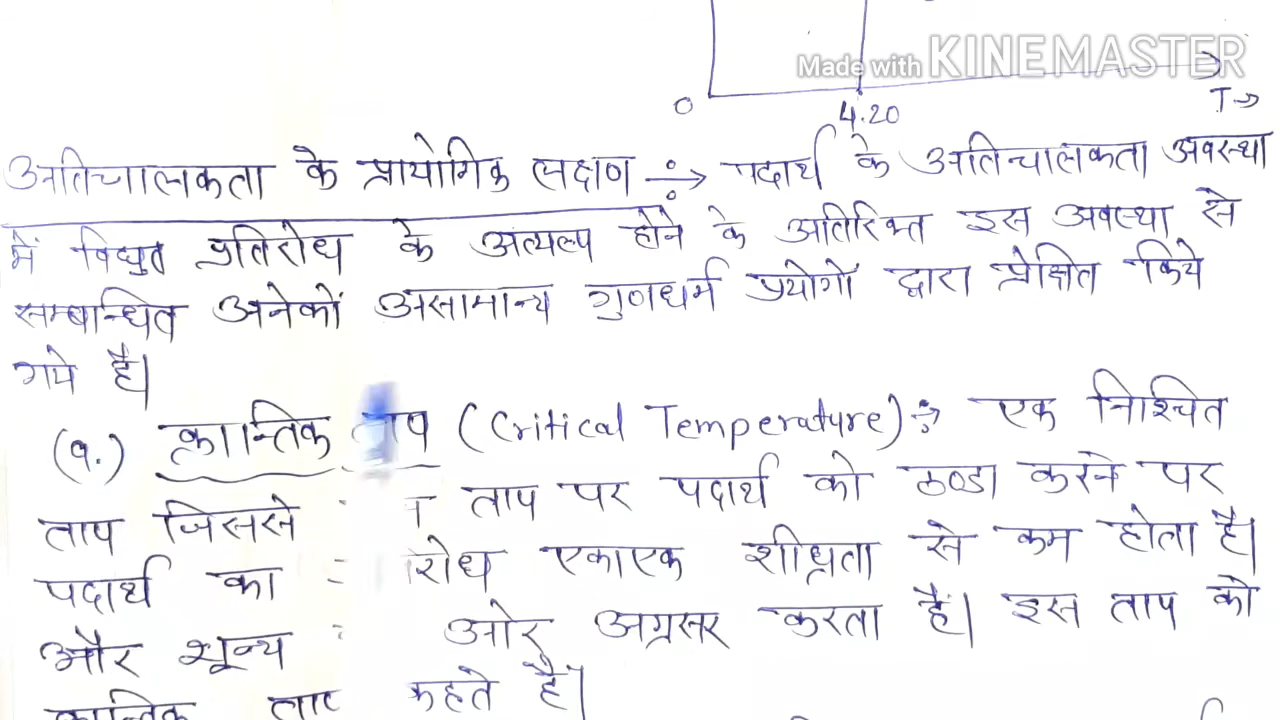 Made with KINEMASTER
0
4.20
T→
अतिचालकता के प्रायोगिक लक्षण ÷→ पदार्थ के अतिचालकता अवस्था
में विधुत प्रतिरोध के अत्यल्प होने के अतिरिक्त इस अवस्था से
सम्बन्धित अनेकों असामान्य गुणधर्म प्रयोगों द्वारा प्रेक्षित किये
गये है।
(१.) क्रान्तिक ताप (Critical Temperature) :→ एक निश्चित
ताप जिससे ताप पर पदार्थ को ठण्डा करने पर
पदार्थ का रोध एकाएक शीघ्रता से कम होता है।
और शून्य ओर अग्रसर करता है। इस ताप को
क्रान्तिक ताप कहते हैं।